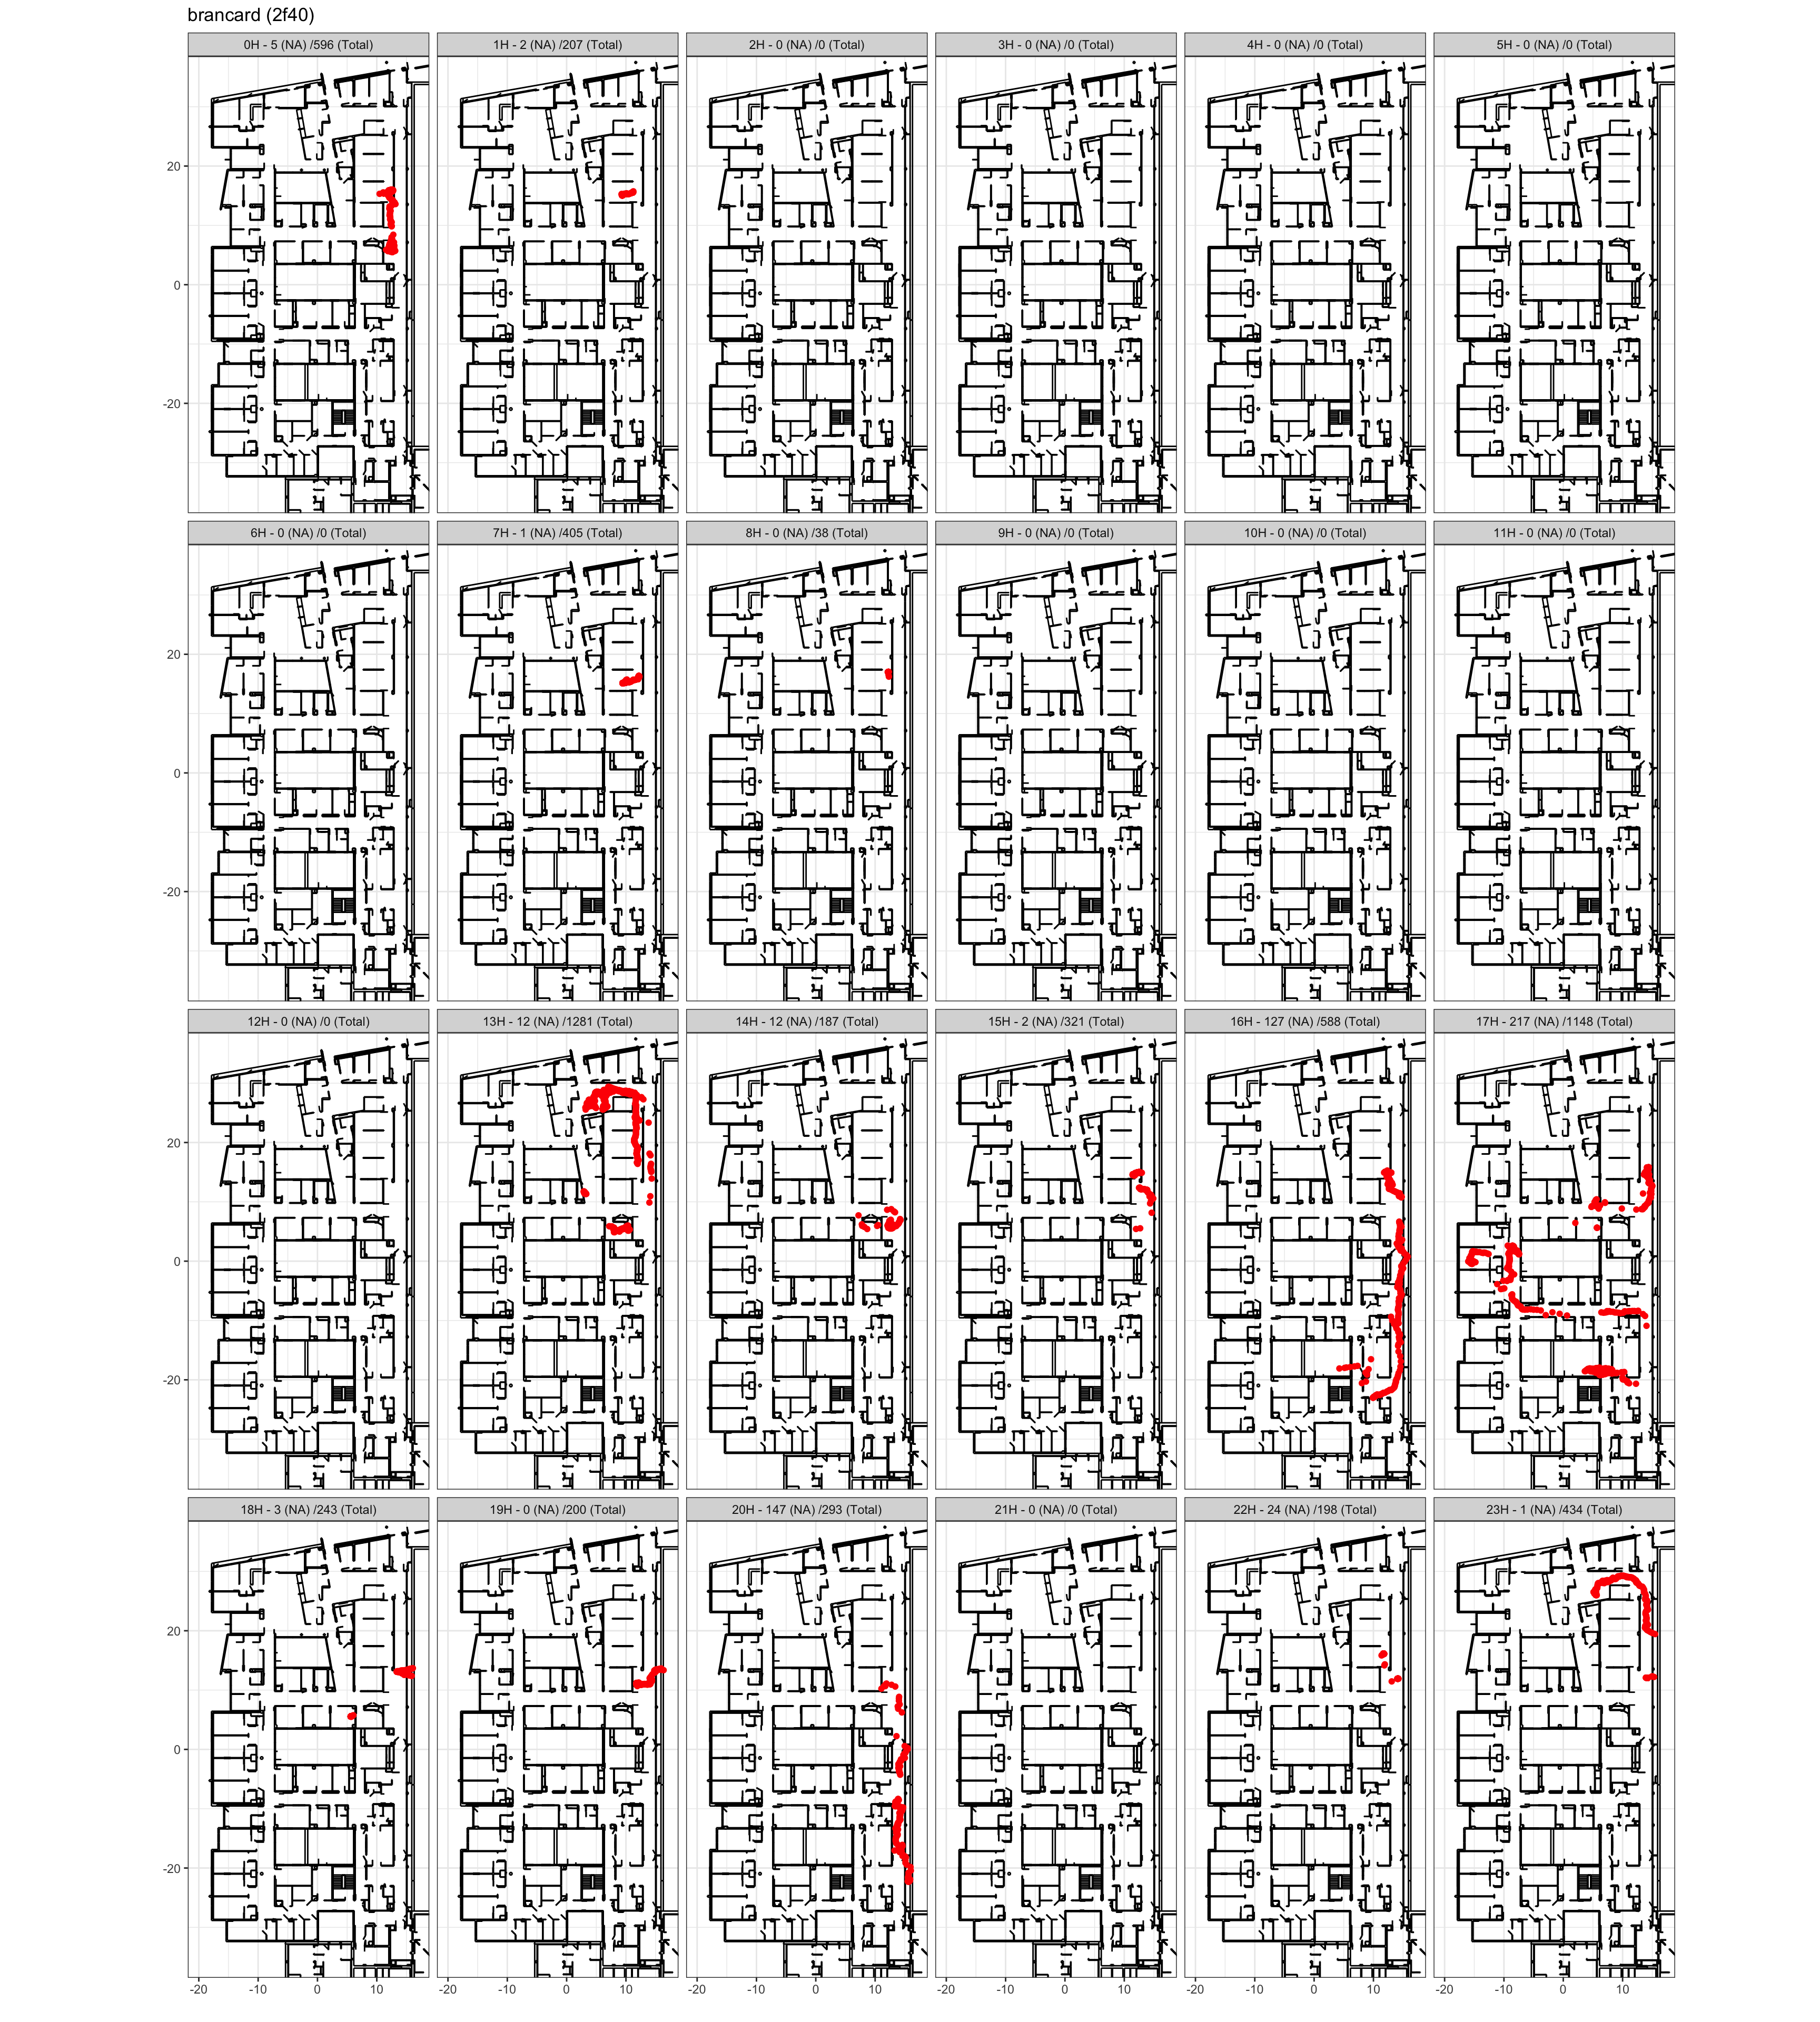 brancard (2f40)
0H - 5 (NA) /596 (Total) 1H - 2 (NA) /207 (Total) 2H - 0 (NA) /0 (Total) 3H - 0 (NA) /0 (Total) 4H - 0 (NA) /0 (Total) 5H - 0 (NA) /0 (Total)
20
0
-20
6H - 0 (NA) /0 (Total) 7H - 1 (NA) /405 (Total) 8H - 0 (NA) /38 (Total) 9H - 0 (NA) /0 (Total) 10H - 0 (NA) /0 (Total) 11H - 0 (NA) /0 (Total)
20
0
-20
12H - 0 (NA) /0 (Total) 13H - 12 (NA) /1281 (Total) 14H - 12 (NA) /187 (Total) 15H - 2 (NA) /321 (Total) 16H - 127 (NA) /588 (Total) 17H - 217 (NA) /1148 (Total)
20
0
-20
18H - 3 (NA) /243 (Total) 19H - 0 (NA) /200 (Total) 20H - 147 (NA) /293 (Total) 21H - 0 (NA) /0 (Total) 22H - 24 (NA) /198 (Total) 23H - 1 (NA) /434 (Total)
20
0
-20
-20 -10 0 10 -20 -10 0 10 -20 -10 0 10 -20 -10 0 10 -20 -10 0 10 -20 -10 0 10